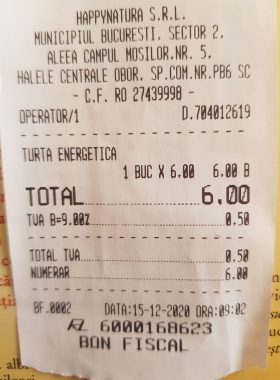 HAPPYNATURA S.R.L.
MUNICIPIUL BUCURESTI, SECTOR 2,
ALEEA CAMPUL MOSILOR,NR. 5,
HALELE CENTRALE OBOR, SP.COM.NR.PB6 SC
- C.F. RO 27439998 -
OPERATOR/1 D.704012619
TURTA ENERGETICA
1 BUC X 6.00 6.00 B
TOTAL 6.00
TVA B=9.00% 0.50
TOTAL TVA 0.50
NUMERAR 6.00
BF.0002 DATA:15-12-2020 ORA:09:02
6000168623
BON FISCAL